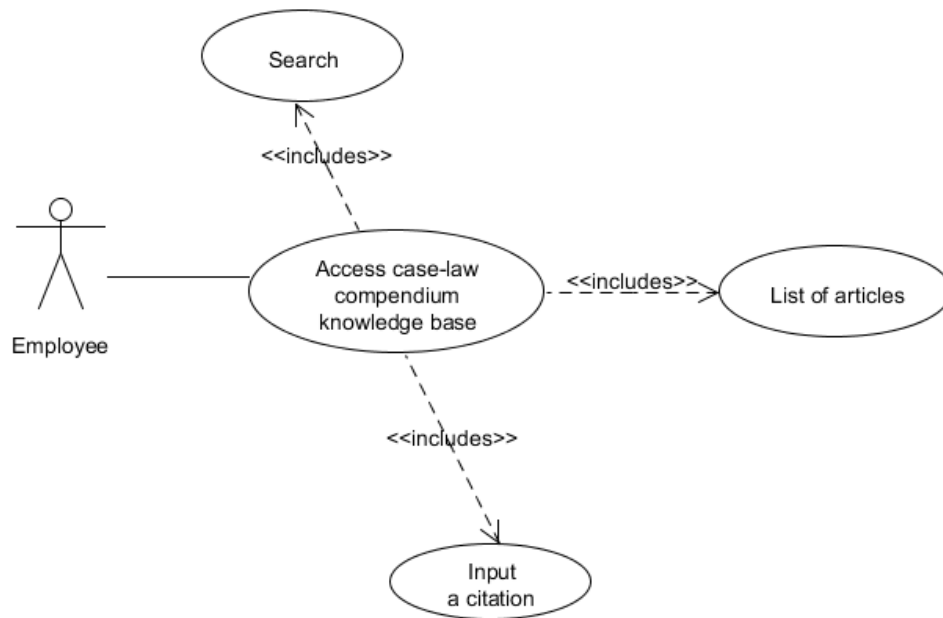 Search
<<includes>>
Access case-law
compendium
knowledge base
<<includes>>
List of articles
Employee
<<includes>>
Input
a citation